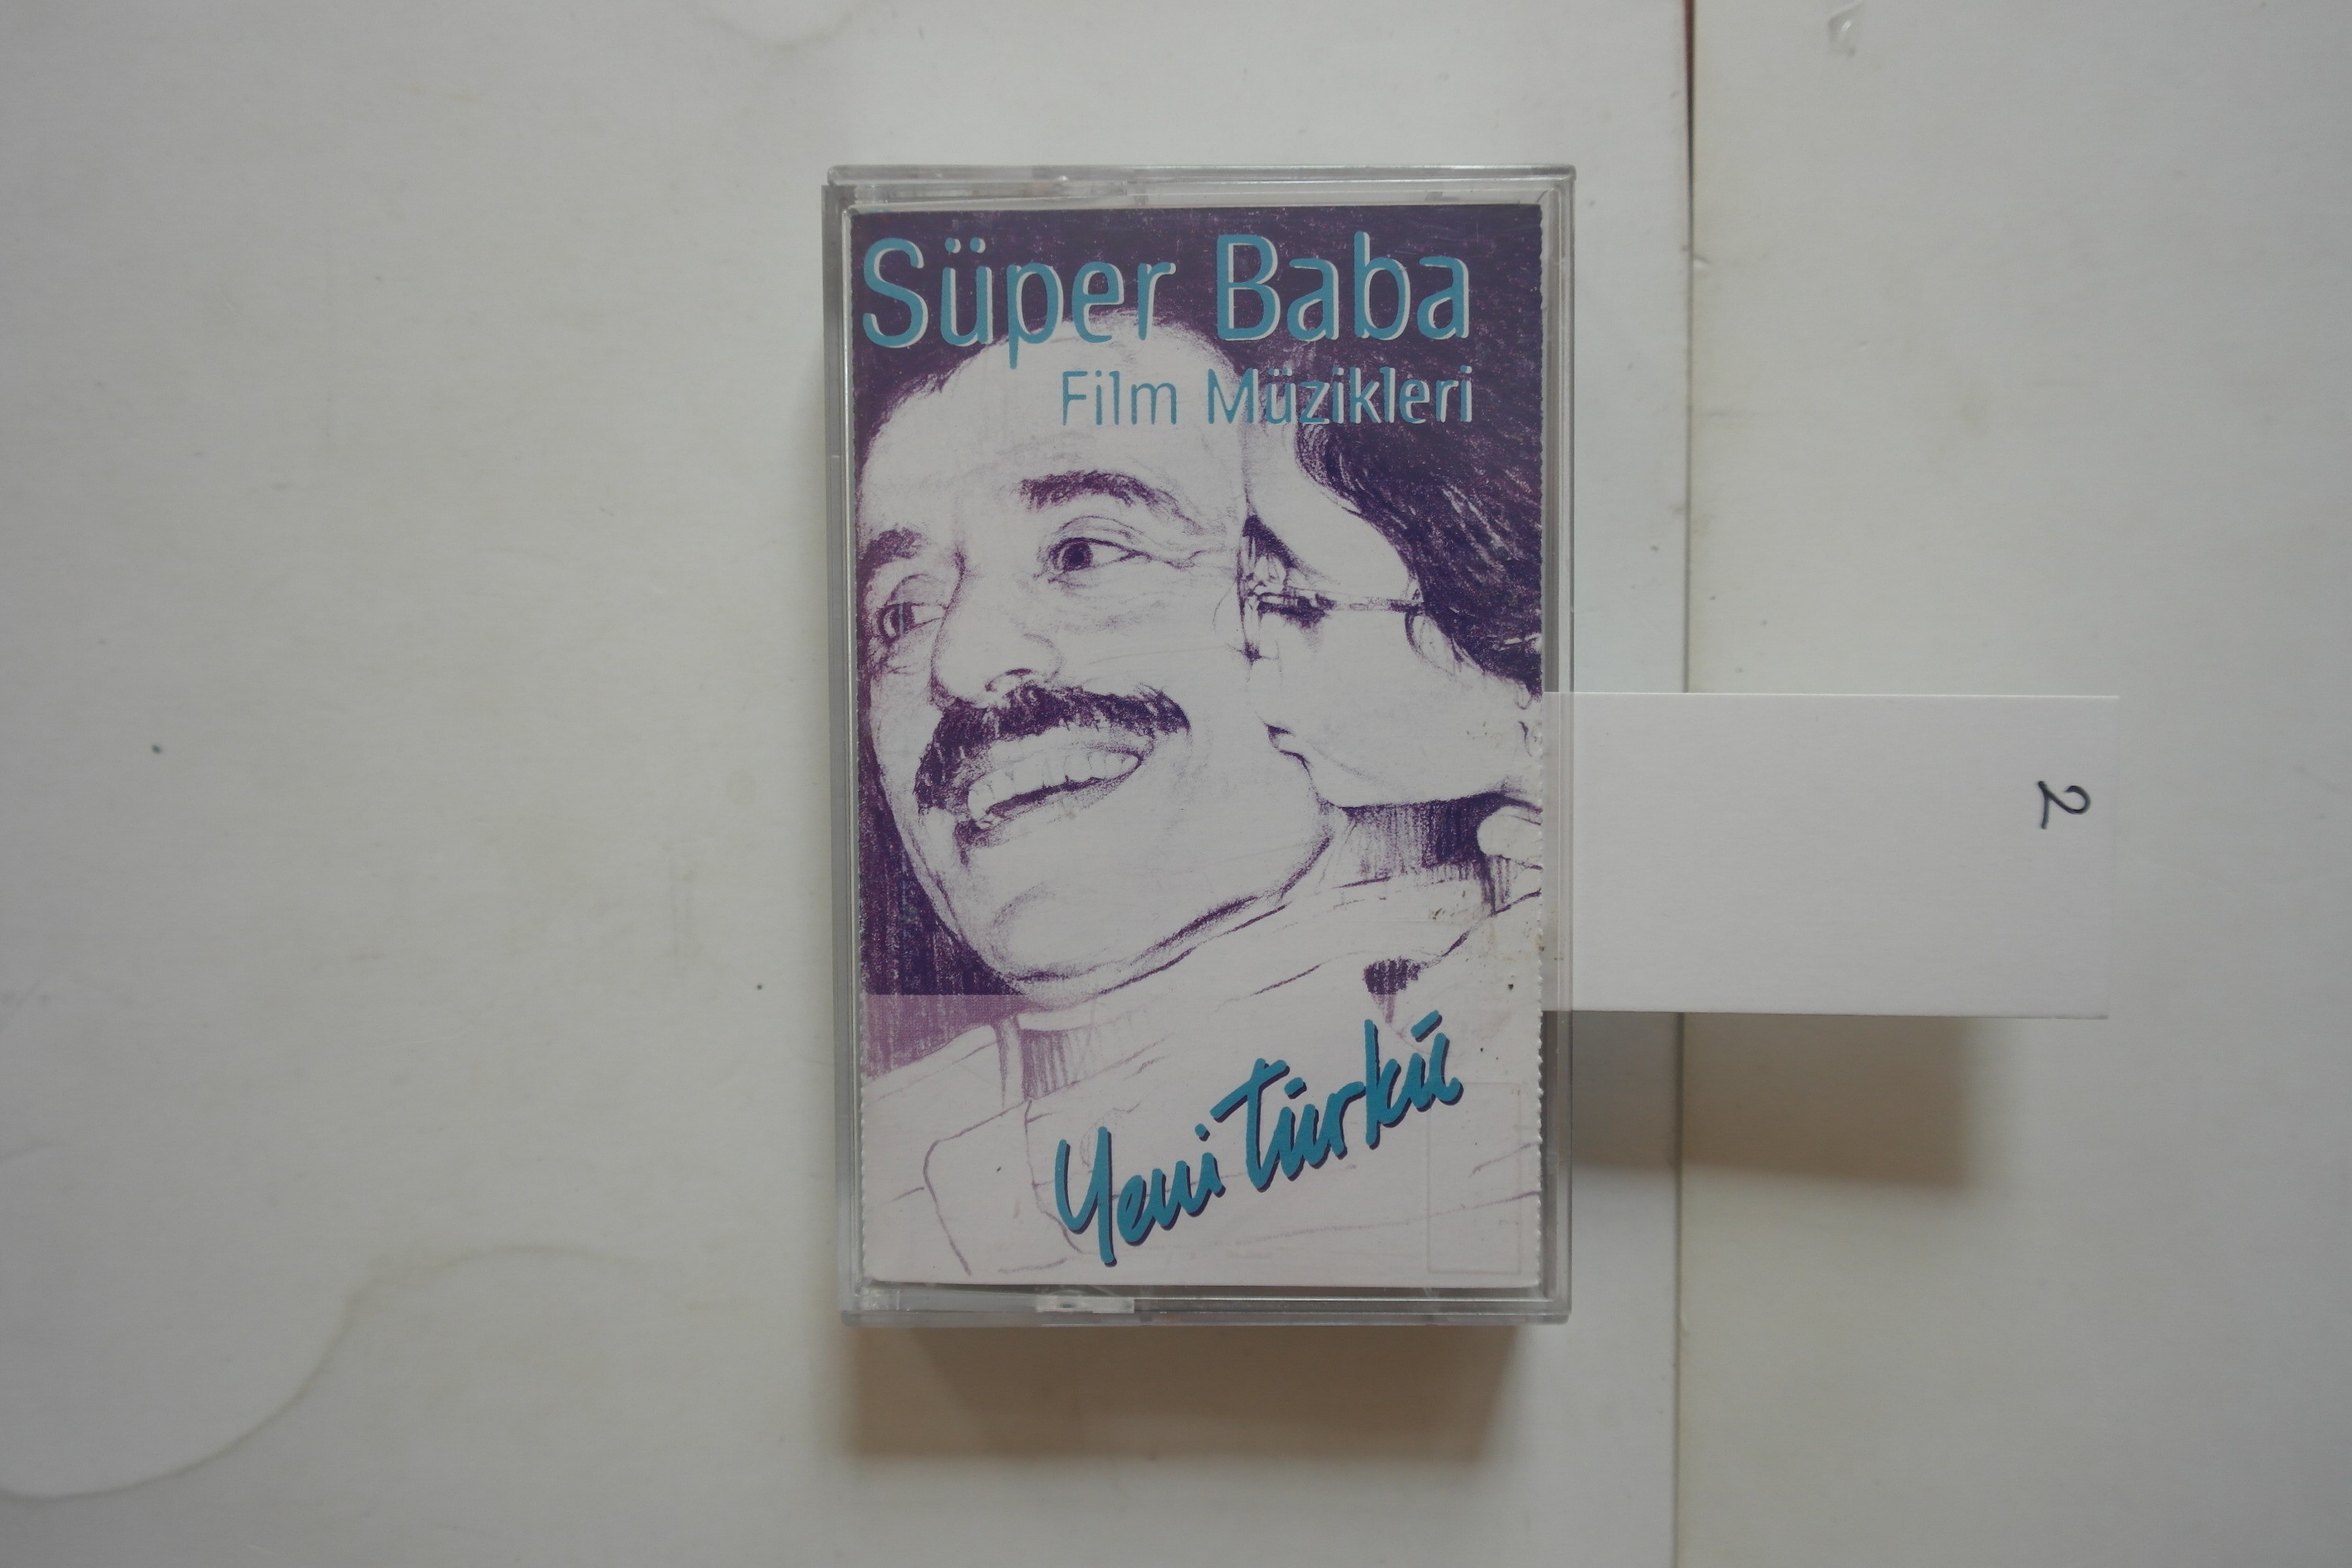 Süper Baba
Film Müzikleri
2
Yeni Türkü